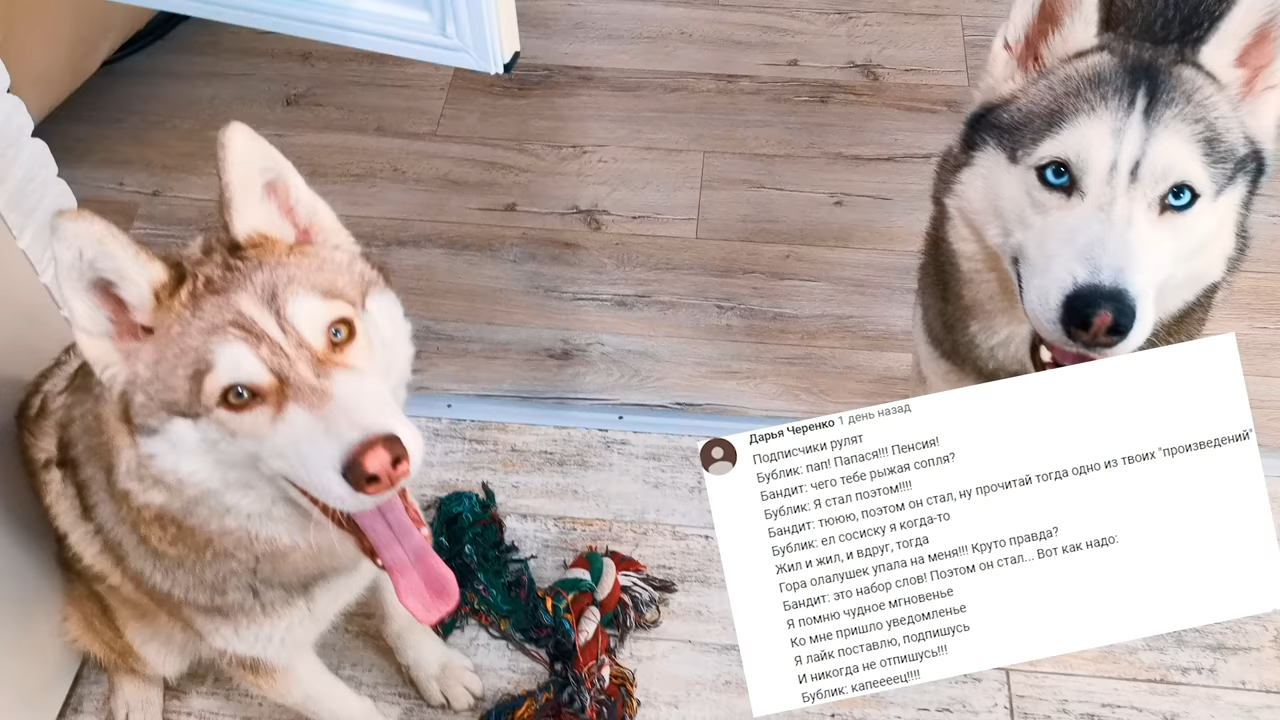 Дарья Черенко 1 день назад
Подписчики рулят
Бублик: пап! Папася!!! Пенсия!
Бандит: чего тебе рыжая сопля?
Бублик: Я стал поэтом!!!!
Бандит: тююю, поэтом он стал, ну прочитай тогда одно из твоих "произведений"
Бублик: ел сосиску я когда-то
Жил и жил, и вдруг, тогда
Гора олалушек упала на меня!!! Круто правда?
Бандит: это набор слов! Поэтом он стал... Вот как надо:
Я помню чудное мгновенье
Ко мне пришло уведомленье
Я лайк поставлю, подпишусь
И никогда не отпишусь!!!
Бублик: капеееец!!!!